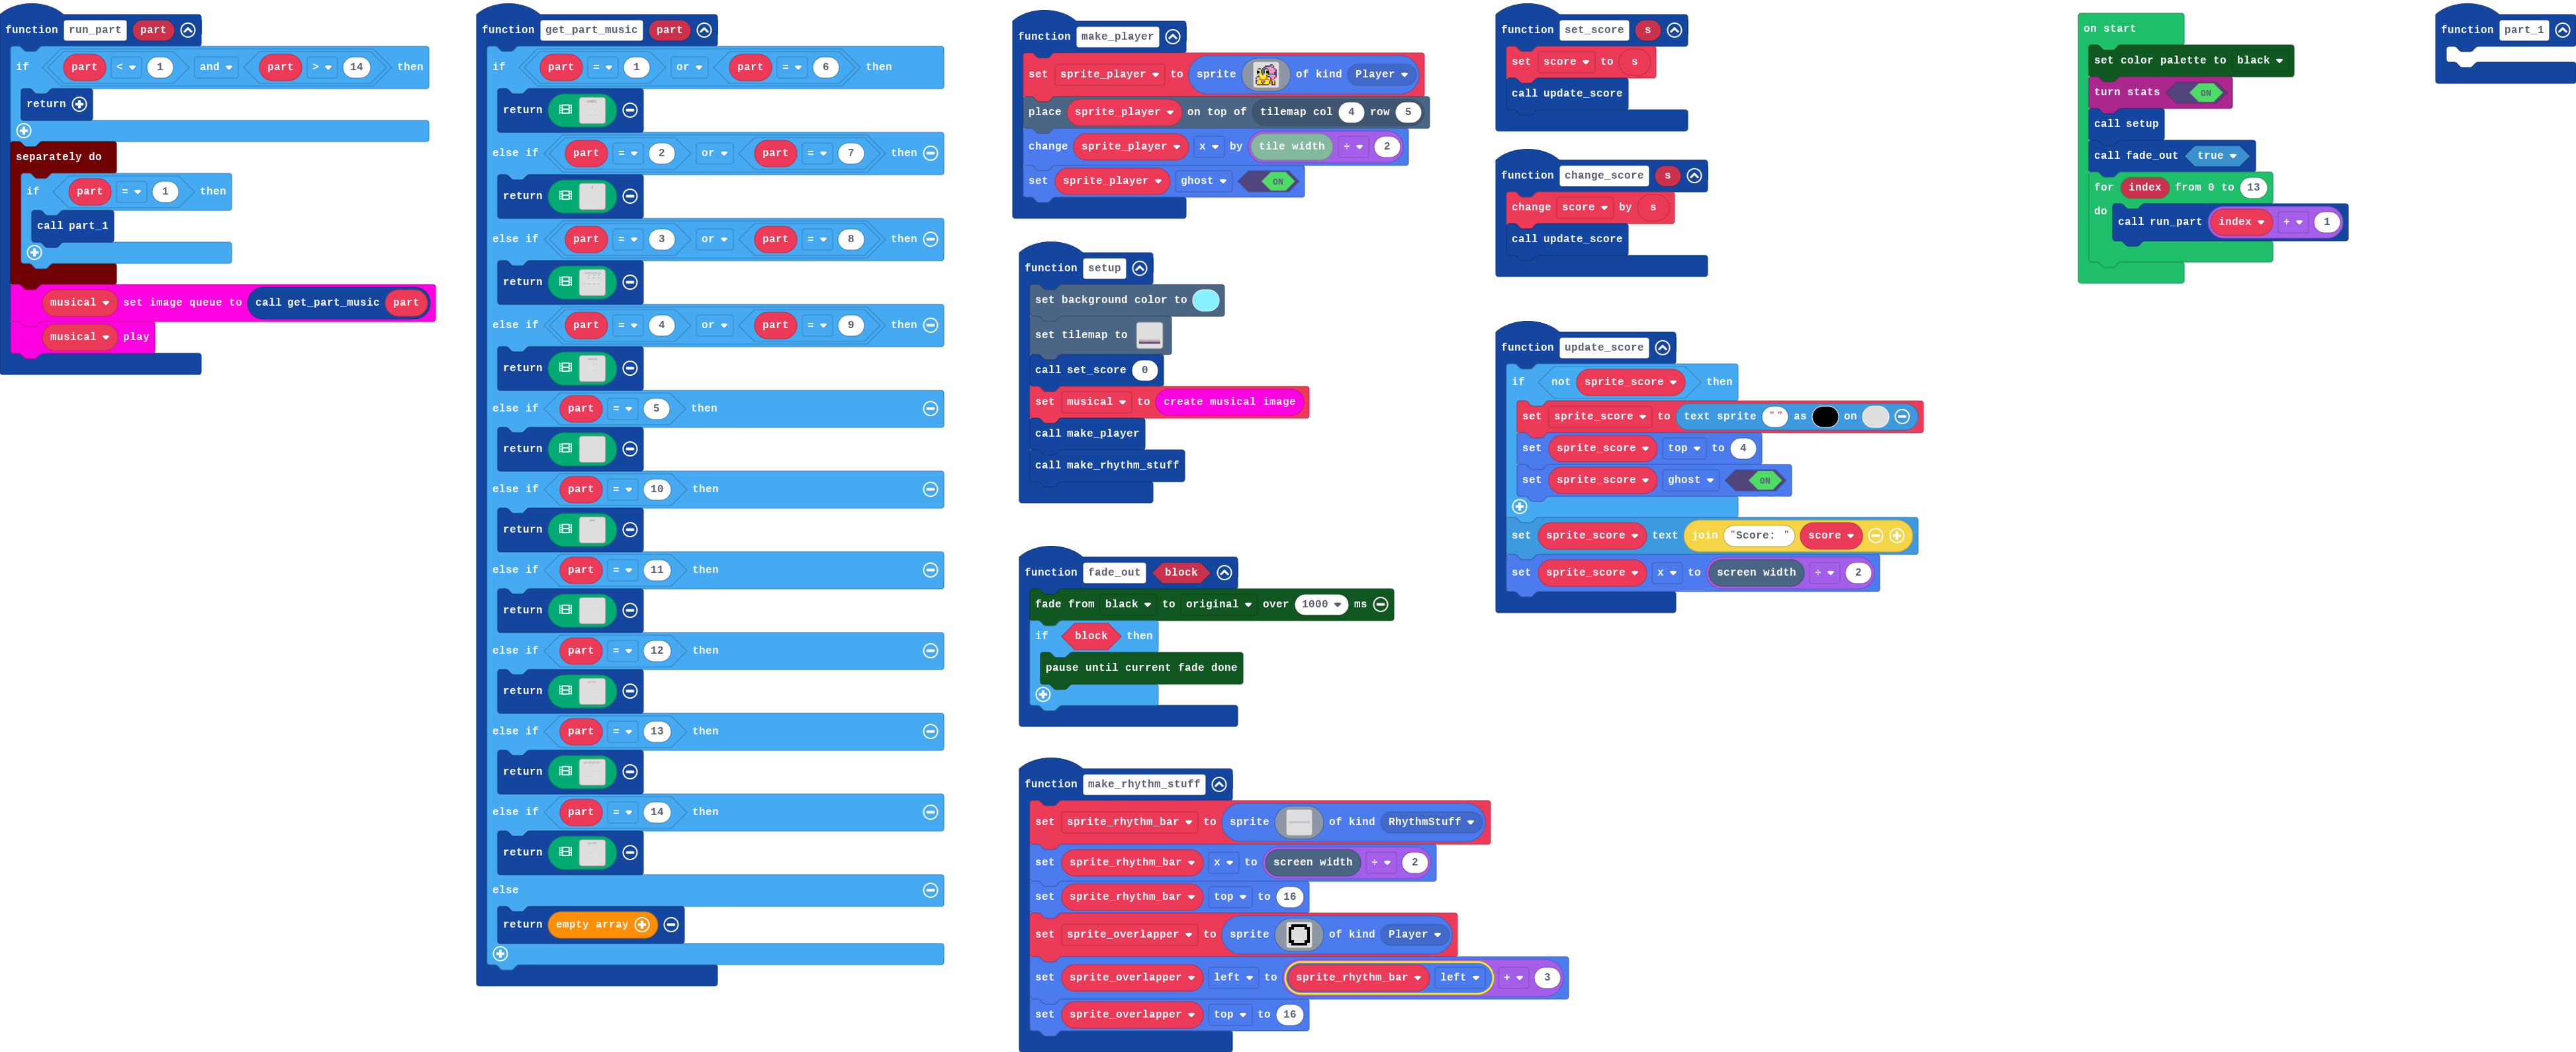 function run_part part
if part < 1 and part > 14 then
return
separately do
if part = 1 then
call part_1
musical set image queue to call get_part_music part
musical play
function get_part_music part
if part = 1 or part = 6 then
return
else if part = 2 or part = 7 then
return
else if part = 3 or part = 8 then
return
else if part = 4 or part = 9 then
return
else if part = 5 then
return
else if part = 10 then
return
else if part = 11 then
return
else if part = 12 then
return
else if part = 13 then
return
else if part = 14 then
return
else
return empty array
function make_player
set sprite_player to sprite of kind Player
place sprite_player on top of tilemap col 4 row 5
change sprite_player x by tile width ÷ 2
set sprite_player ghost ON
function setup
set background color to
set tilemap to
call set_score 0
set musical to create musical image
call make_player
call make_rhythm_stuff
function fade_out block
fade from black to original over 1000 ms
if block then
pause until current fade done
function make_rhythm_stuff
set sprite_rhythm_bar to sprite of kind RhythmStuff
set sprite_rhythm_bar x to screen width ÷ 2
set sprite_rhythm_bar top to 16
set sprite_overlapper to sprite of kind Player
set sprite_overlapper left to sprite_rhythm_bar left + 3
set sprite_overlapper top to 16
function set_score s
set score to s
call update_score
function change_score s
change score by s
call update_score
function update_score
if not sprite_score then
set sprite_score to text sprite "" as on
set sprite_score top to 4
set sprite_score ghost ON
set sprite_score text join "Score: " score
set sprite_score x to screen width ÷ 2
on start
set color palette to black
turn stats ON
call setup
call fade_out true
for index from 0 to 13
do call run_part index + 1
function part_1